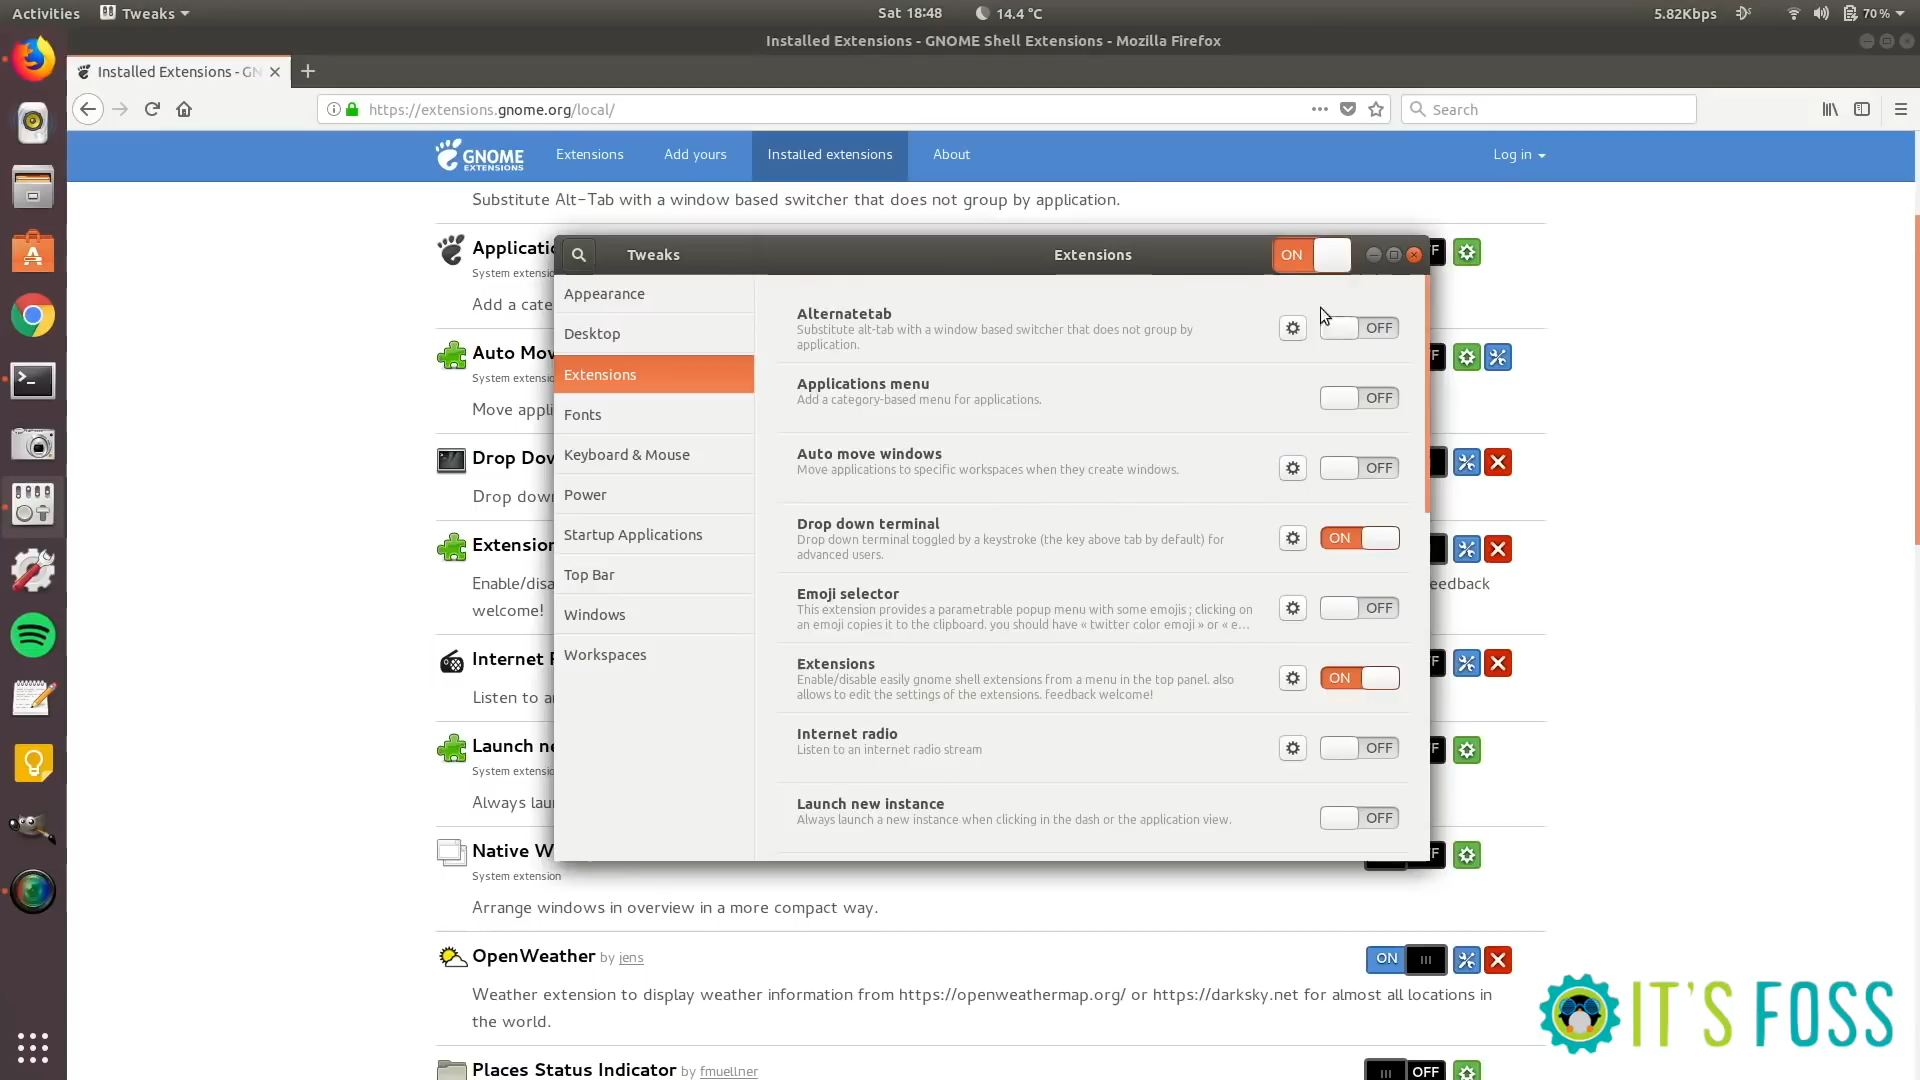 Activities
Tweaks
Sat 18:48
14.4 °C
5.82Kbps
70 %
Installed Extensions - GNOME Shell Extensions - Mozilla Firefox
Installed Extensions - GN
https://extensions.gnome.org/local/
Search
GNOME
EXTENSIONS
Extensions
Add yours
Installed extensions
About
Log in
Substitute Alt-Tab with a window based switcher that does not group by application.
Applicatio
System extensio
Add a cate
Auto Mov
System extensio
Move appli
Drop Dow
Drop down
Extension
Enable/disa
eedback
welcome!
Internet R
Listen to an
Launch ne
System extensio
Always lau
Native W
System extension
Arrange windows in overview in a more compact way.
OpenWeather by jens
ON
Weather extension to display weather information from https://openweathermap.org/ or https://darksky.net for almost all locations in
the world.
Places Status Indicator by fmuellner
OFF
Tweaks
Extensions
ON
Appearance
Desktop
Extensions
Fonts
Keyboard & Mouse
Power
Startup Applications
Top Bar
Windows
Workspaces
Alternatetab
Substitute alt-tab with a window based switcher that does not group by
application.
OFF
Applications menu
Add a category-based menu for applications.
OFF
Auto move windows
Move applications to specific workspaces when they create windows.
OFF
Drop down terminal
Drop down terminal toggled by a keystroke (the key above tab by default) for
advanced users.
ON
Emoji selector
This extension provides a parametrable popup menu with some emojis ; clicking on
an emoji copies it to the clipboard. you should have « twitter color emoji » or « e...
OFF
Extensions
Enable/disable easily gnome shell extensions from a menu in the top panel. also
allows to edit the settings of the extensions. feedback welcome!
ON
Internet radio
Listen to an internet radio stream
OFF
Launch new instance
Always launch a new instance when clicking in the dash or the application view.
OFF
IT'S FOSS